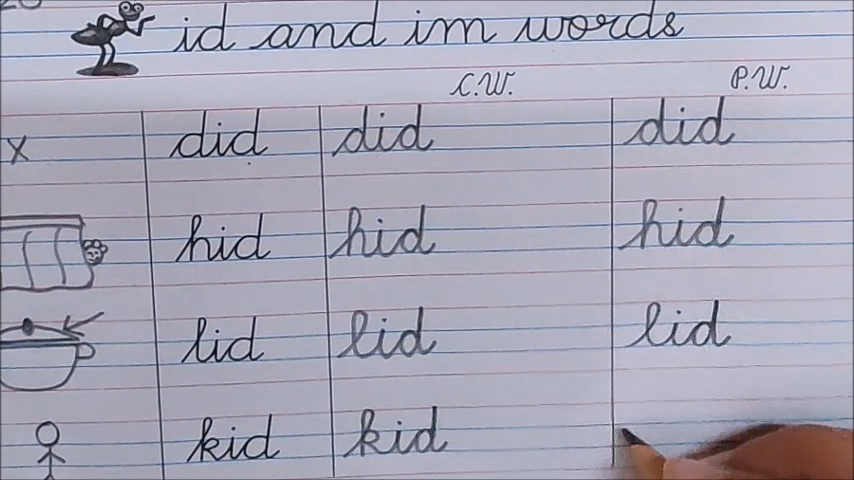 id and im words
C.W. P.W.
x did did did
hid hid hid
lid lid lid
kid kid